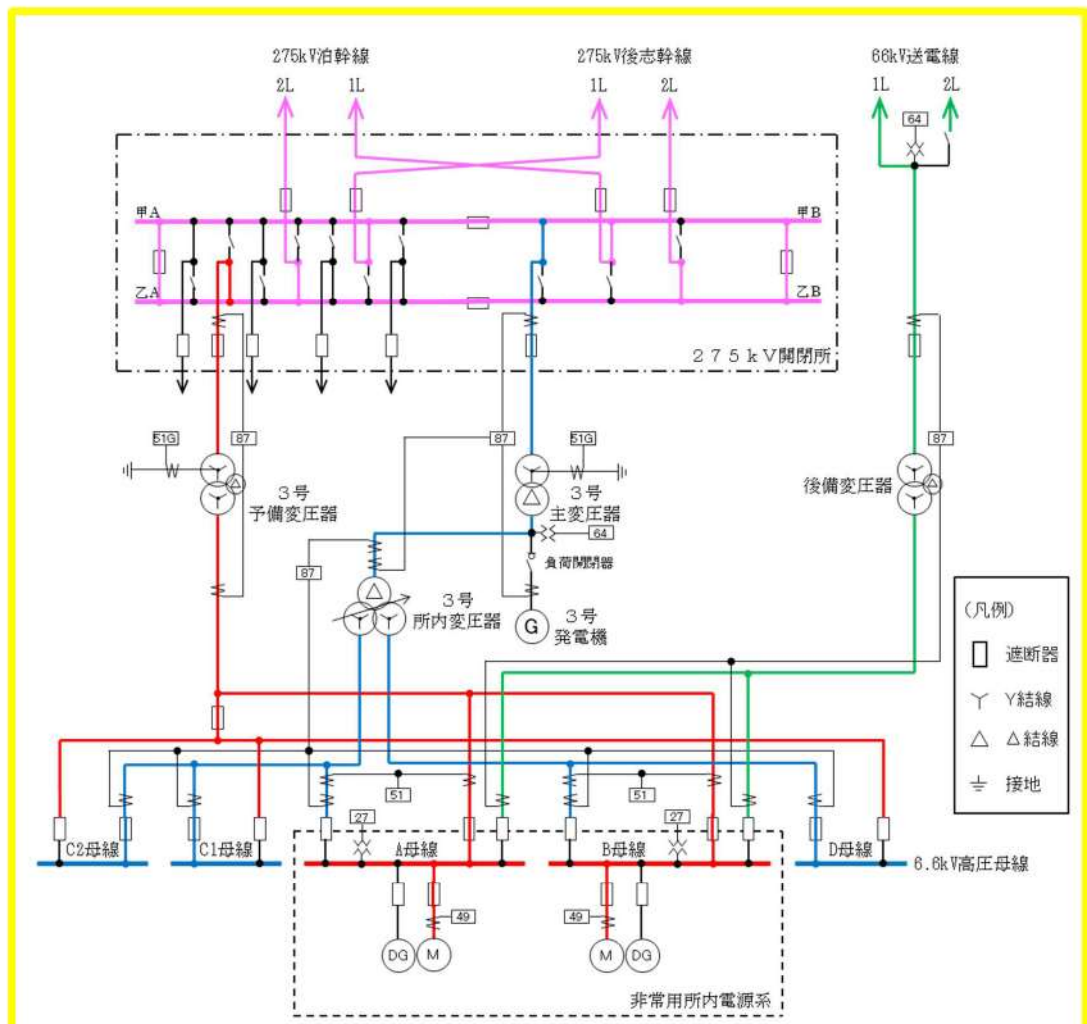 275kV泊幹線
275kV後志幹線
66kV送電線
2L
1L
1L
2L
1L
2L
64
甲A
甲B
乙A
乙B
275kV開閉所
51G
87
87
51G
87
3号
予備変圧器
3号
主変圧器
後備変圧器
64
87
負荷開閉器
3号
所内変圧器
G
3号
発電機
(凡例)
遮断器
Y結線
△結線
接地
51
51
27
27
C2母線
C1母線
A母線
B母線
D母線
6.6kV高圧母線
49
49
DG
M
M
DG
非常用所内電源系